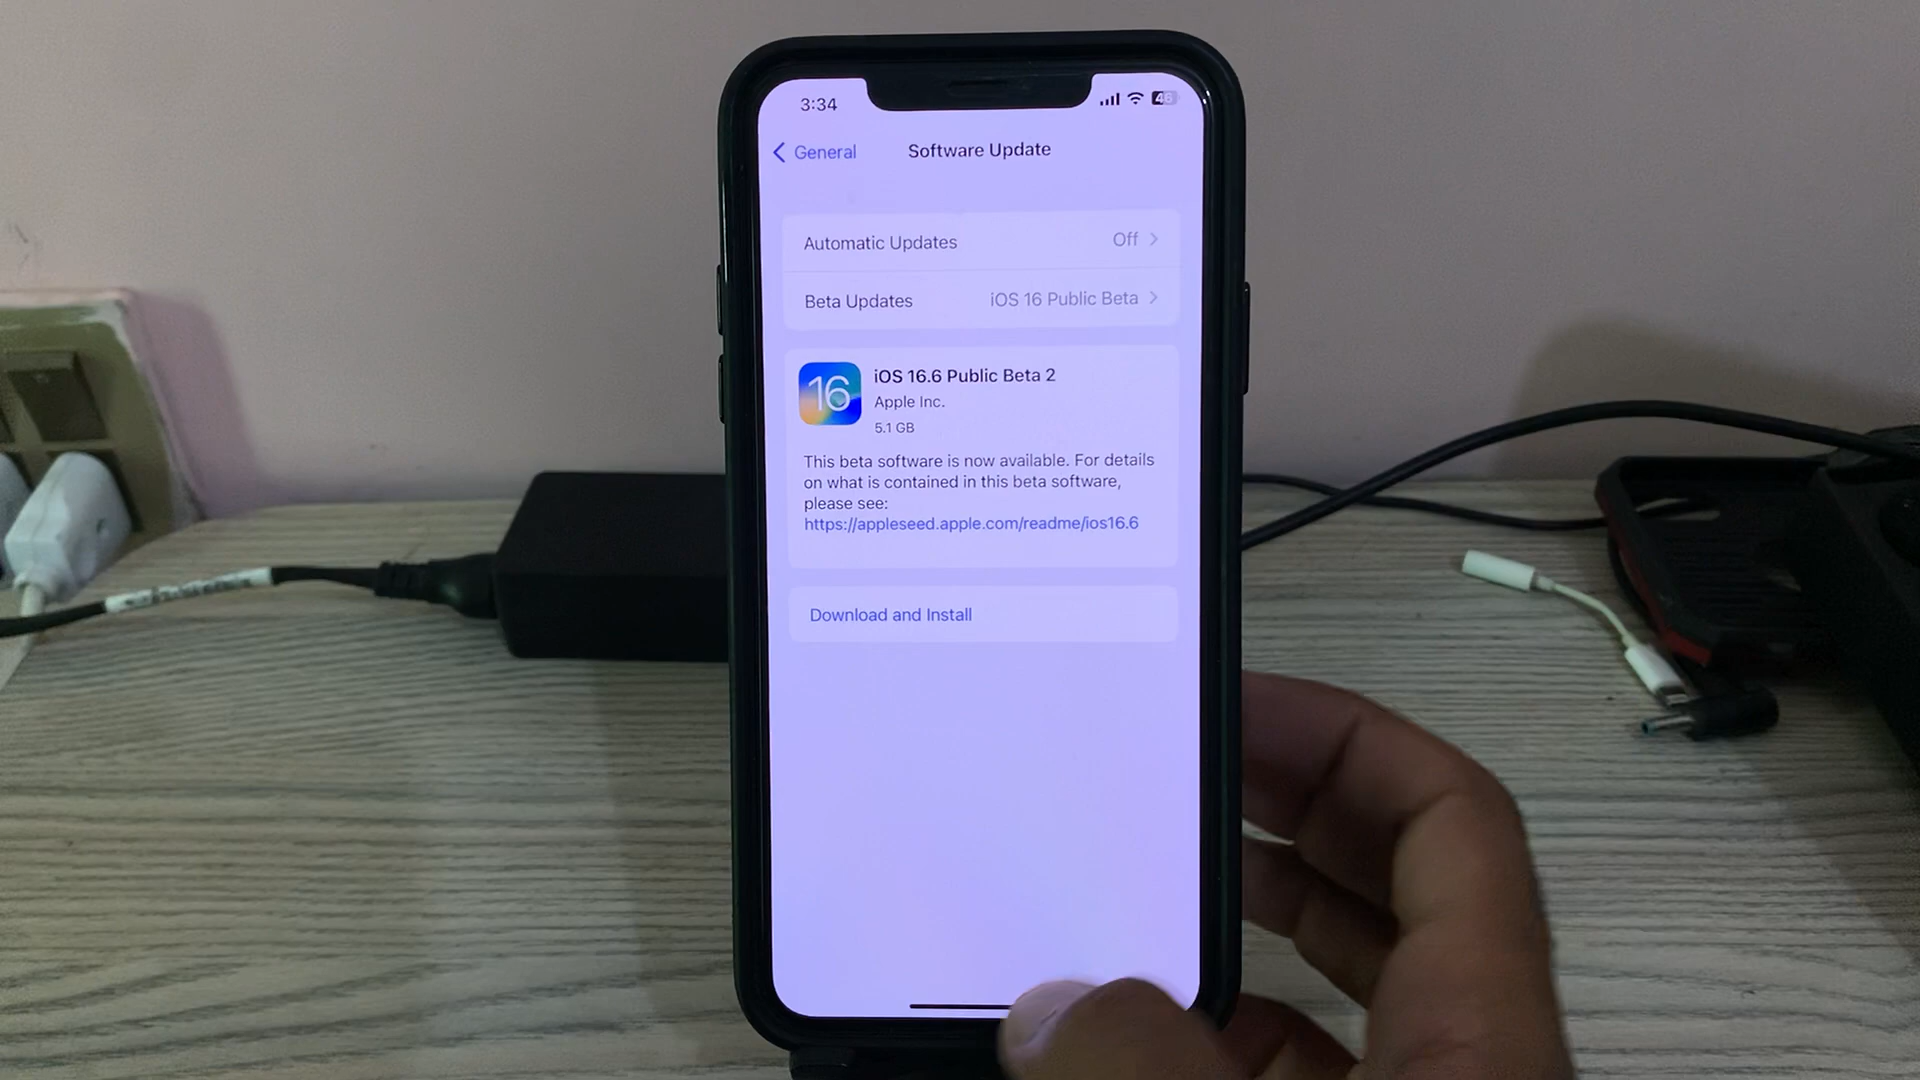 3:34
46
General
Software Update
Automatic Updates
Off
Beta Updates
iOS 16 Public Beta
16
iOS 16.6 Public Beta 2
Apple Inc.
5.1 GB
This beta software is now available. For details
on what is contained in this beta software,
please see:
https://appleseed.apple.com/readme/ios16.6
Download and Install